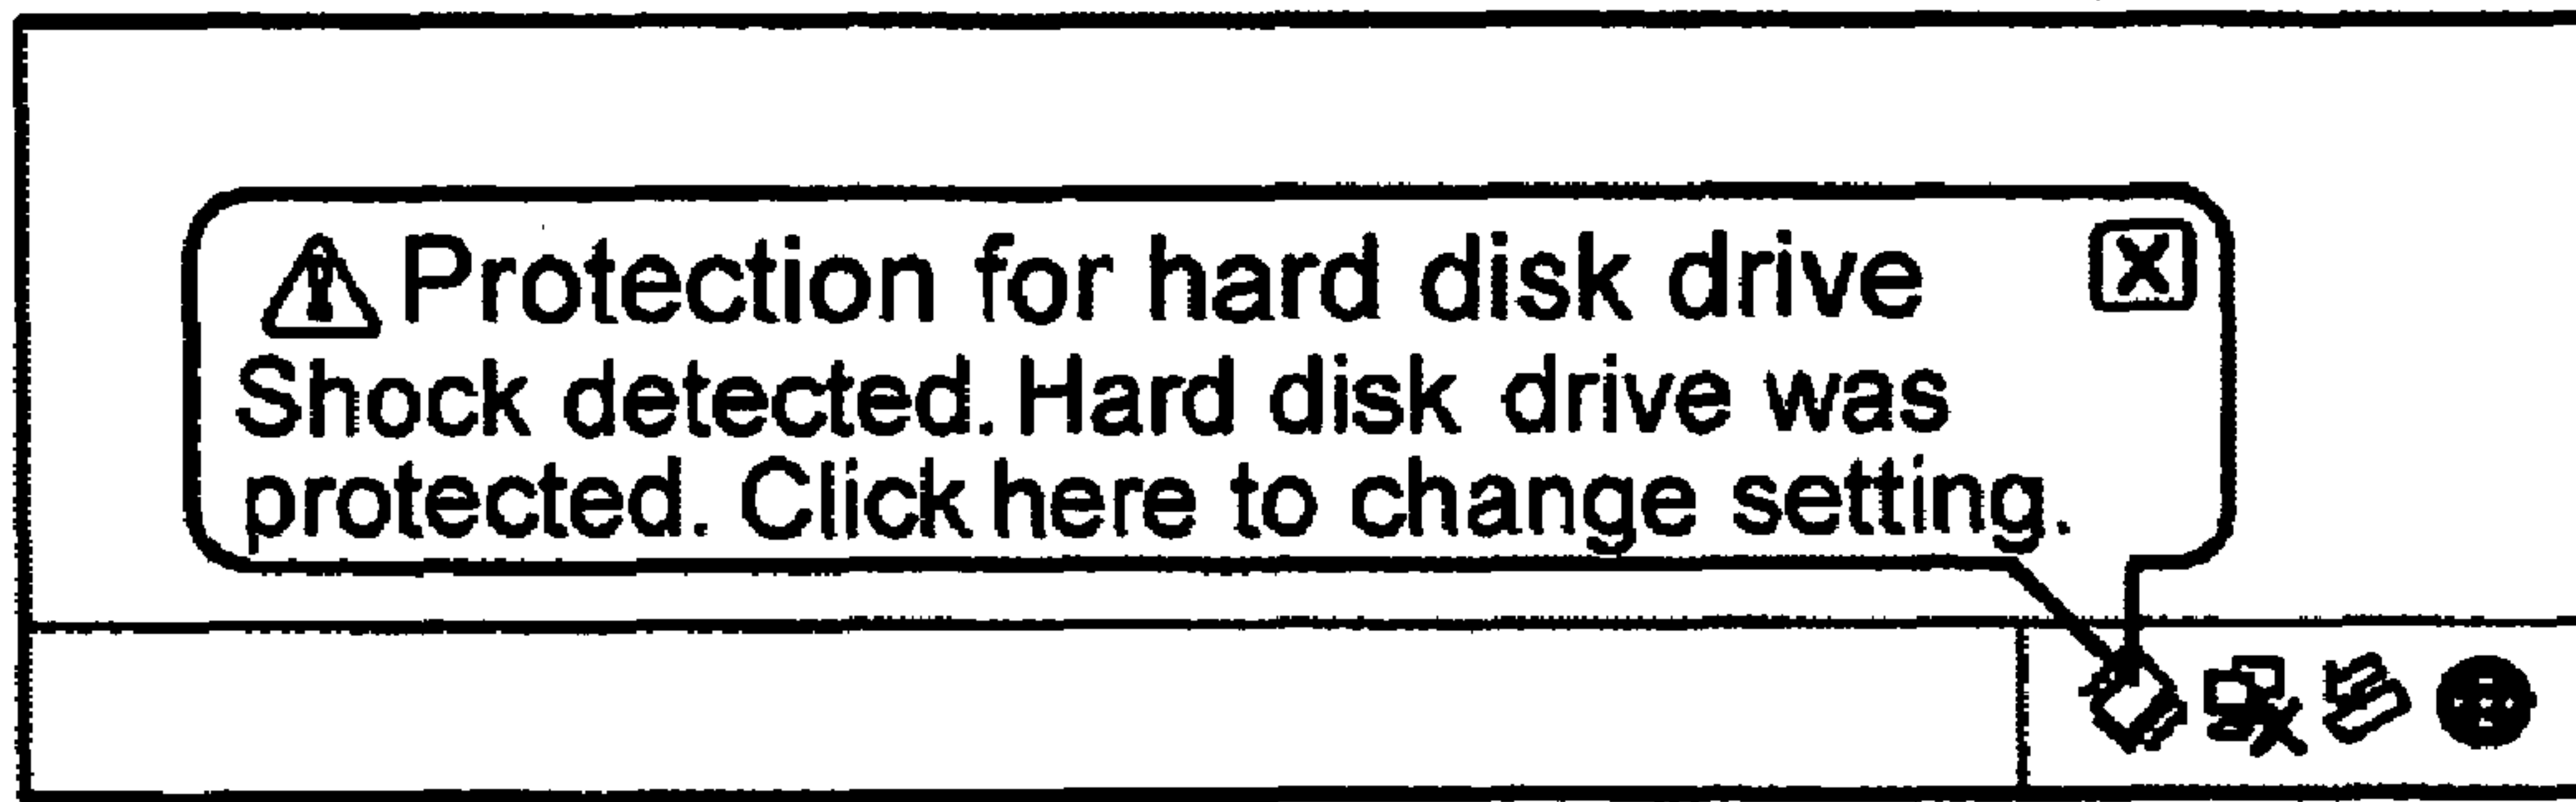 Protection for hard disk drive
Shock detected. Hard disk drive was
protected. Click here to change setting.